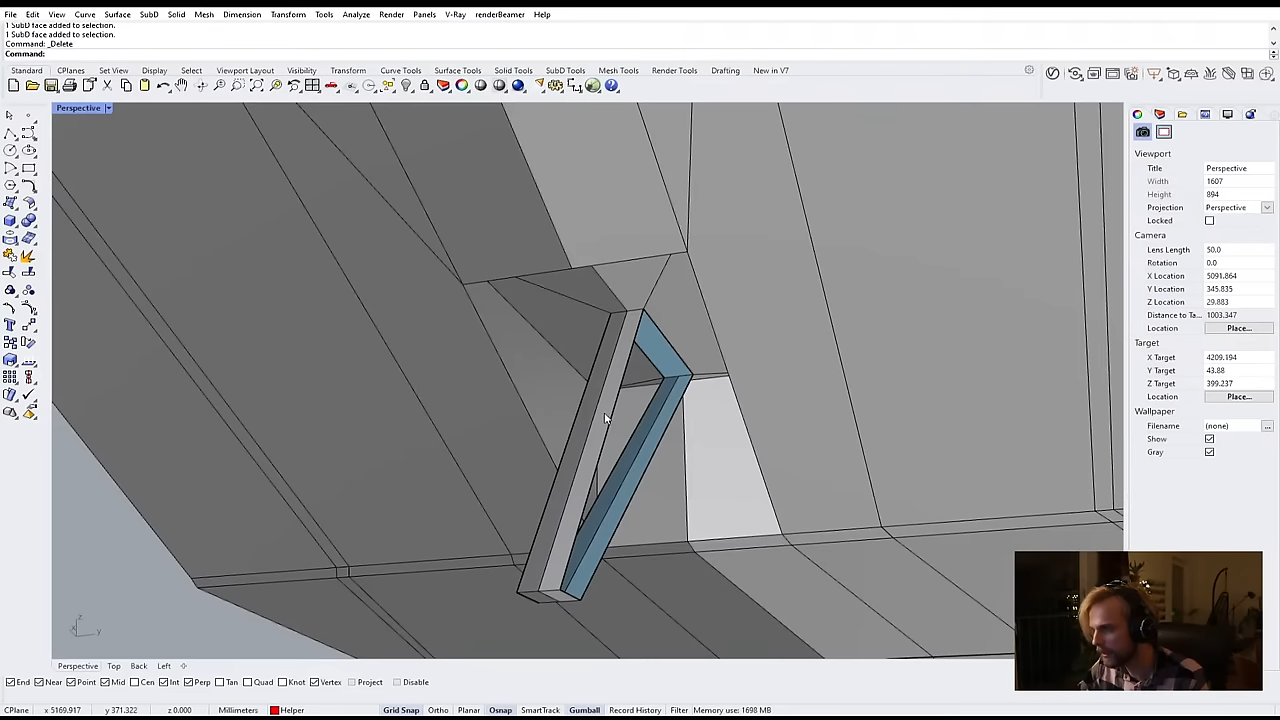 File Edit View Curve Surface SubD Solid Mesh Dimension Transform Tools Analyze Render Panels V-Ray renderBeamer Help
1 SubD face added to selection.
1 SubD face added to selection.
Command: _Delete
Command:
Standard CPlanes Set View Display Select Viewport Layout Visibility Transform Curve Tools Surface Tools Solid Tools SubD Tools Mesh Tools Render Tools Drafting New in V7
Perspective
Viewport
Title Perspective
Width 1607
Height 894
Projection Perspective
Locked
Camera
Lens Length 50.0
Rotation 0.0
X Location 5091.864
Y Location 345.835
Z Location 29.883
Distance to Ta... 1003.347
Location Place...
Target
X Target 4209.194
Y Target 43.88
Z Target 399.237
Location Place...
Wallpaper
Filename (none) ...
Show
Gray
z
x y
Perspective Top Back Left
End Near Point Mid Cen Int Perp Tan Quad Knot Vertex Project Disable
CPlane x 5169.917 y 371.322 z 0.000 Millimeters Helper Grid Snap Ortho Planar Osnap SmartTrack Gumball Record History Filter Memory use: 1698 MB